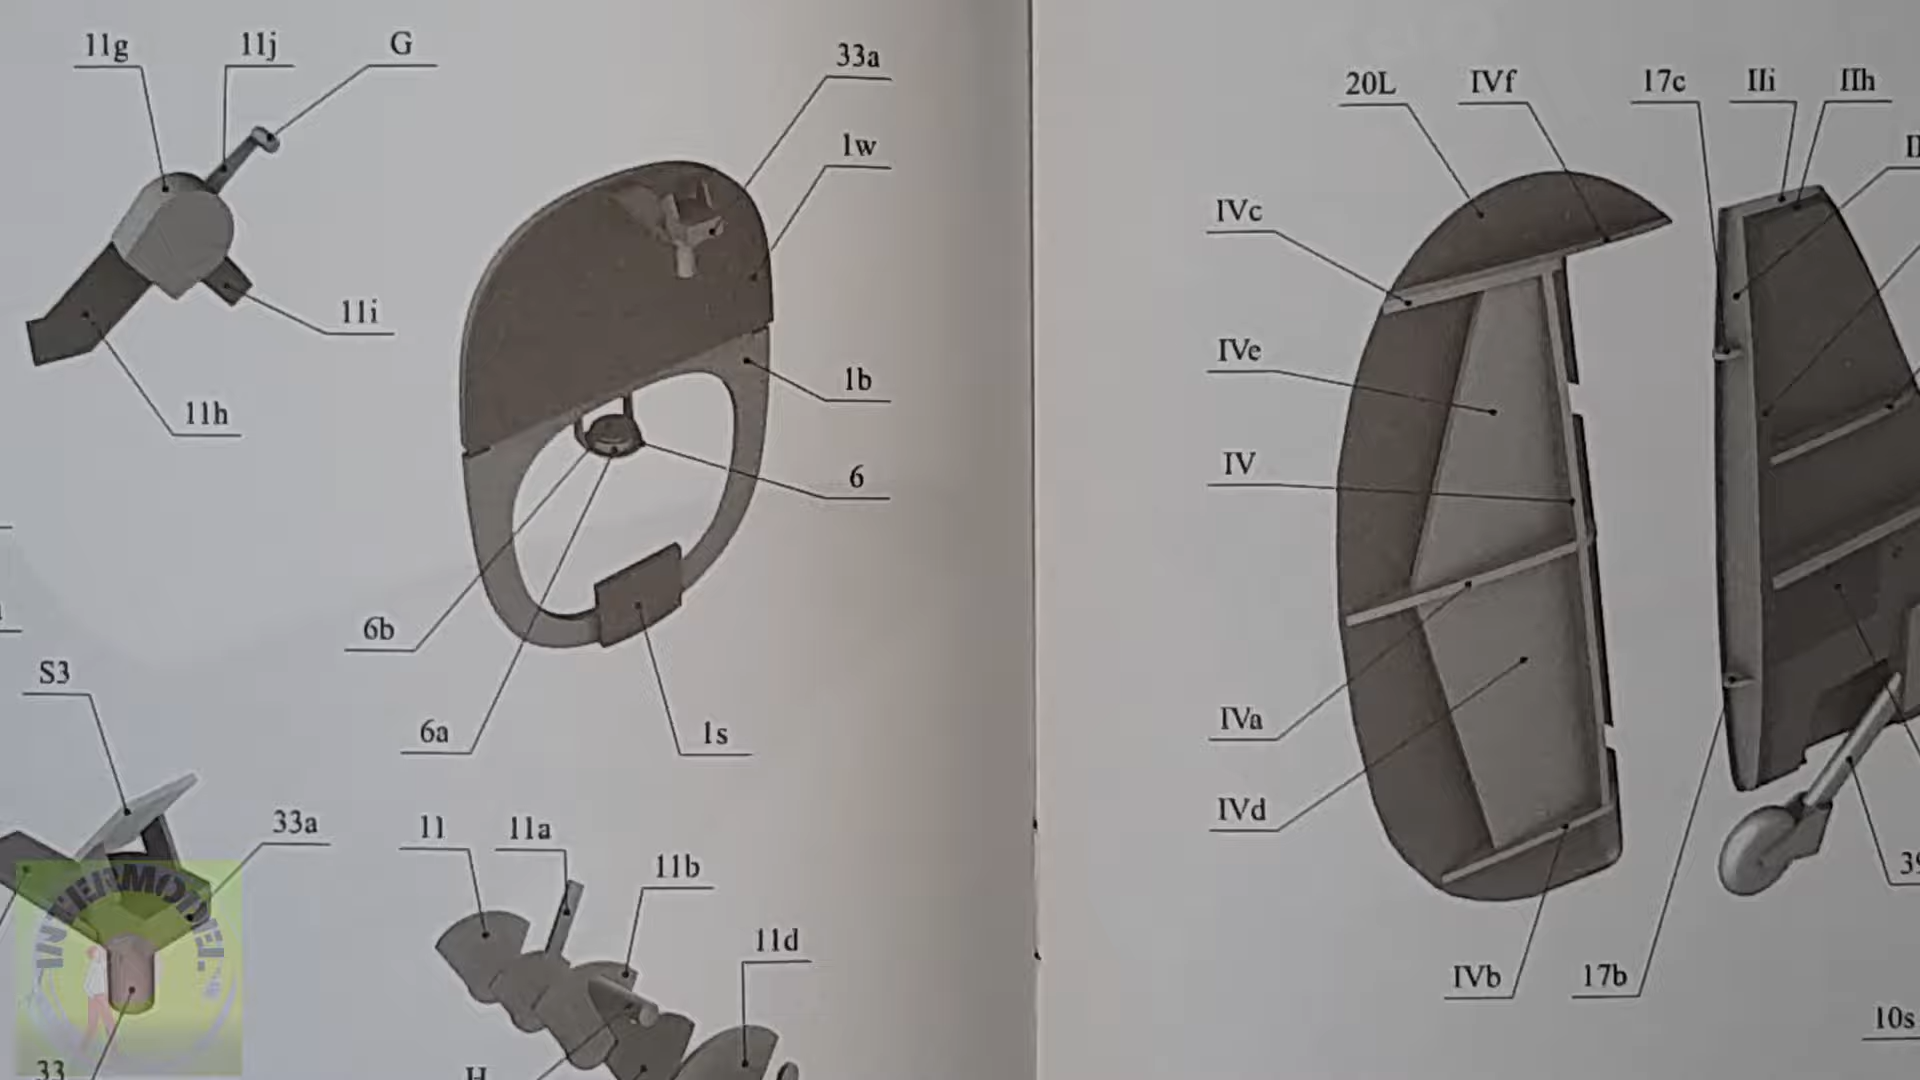 11g
11j
G
33a
1w
11i
1b
11h
6
6b
6a
1s
S3
33a
11
11a
11b
11d
33
H
20L
IVf
17c
IIi
IIh
IVc
IVe
IV
IVa
IVd
IVb
17b
10s
INTERMODEL